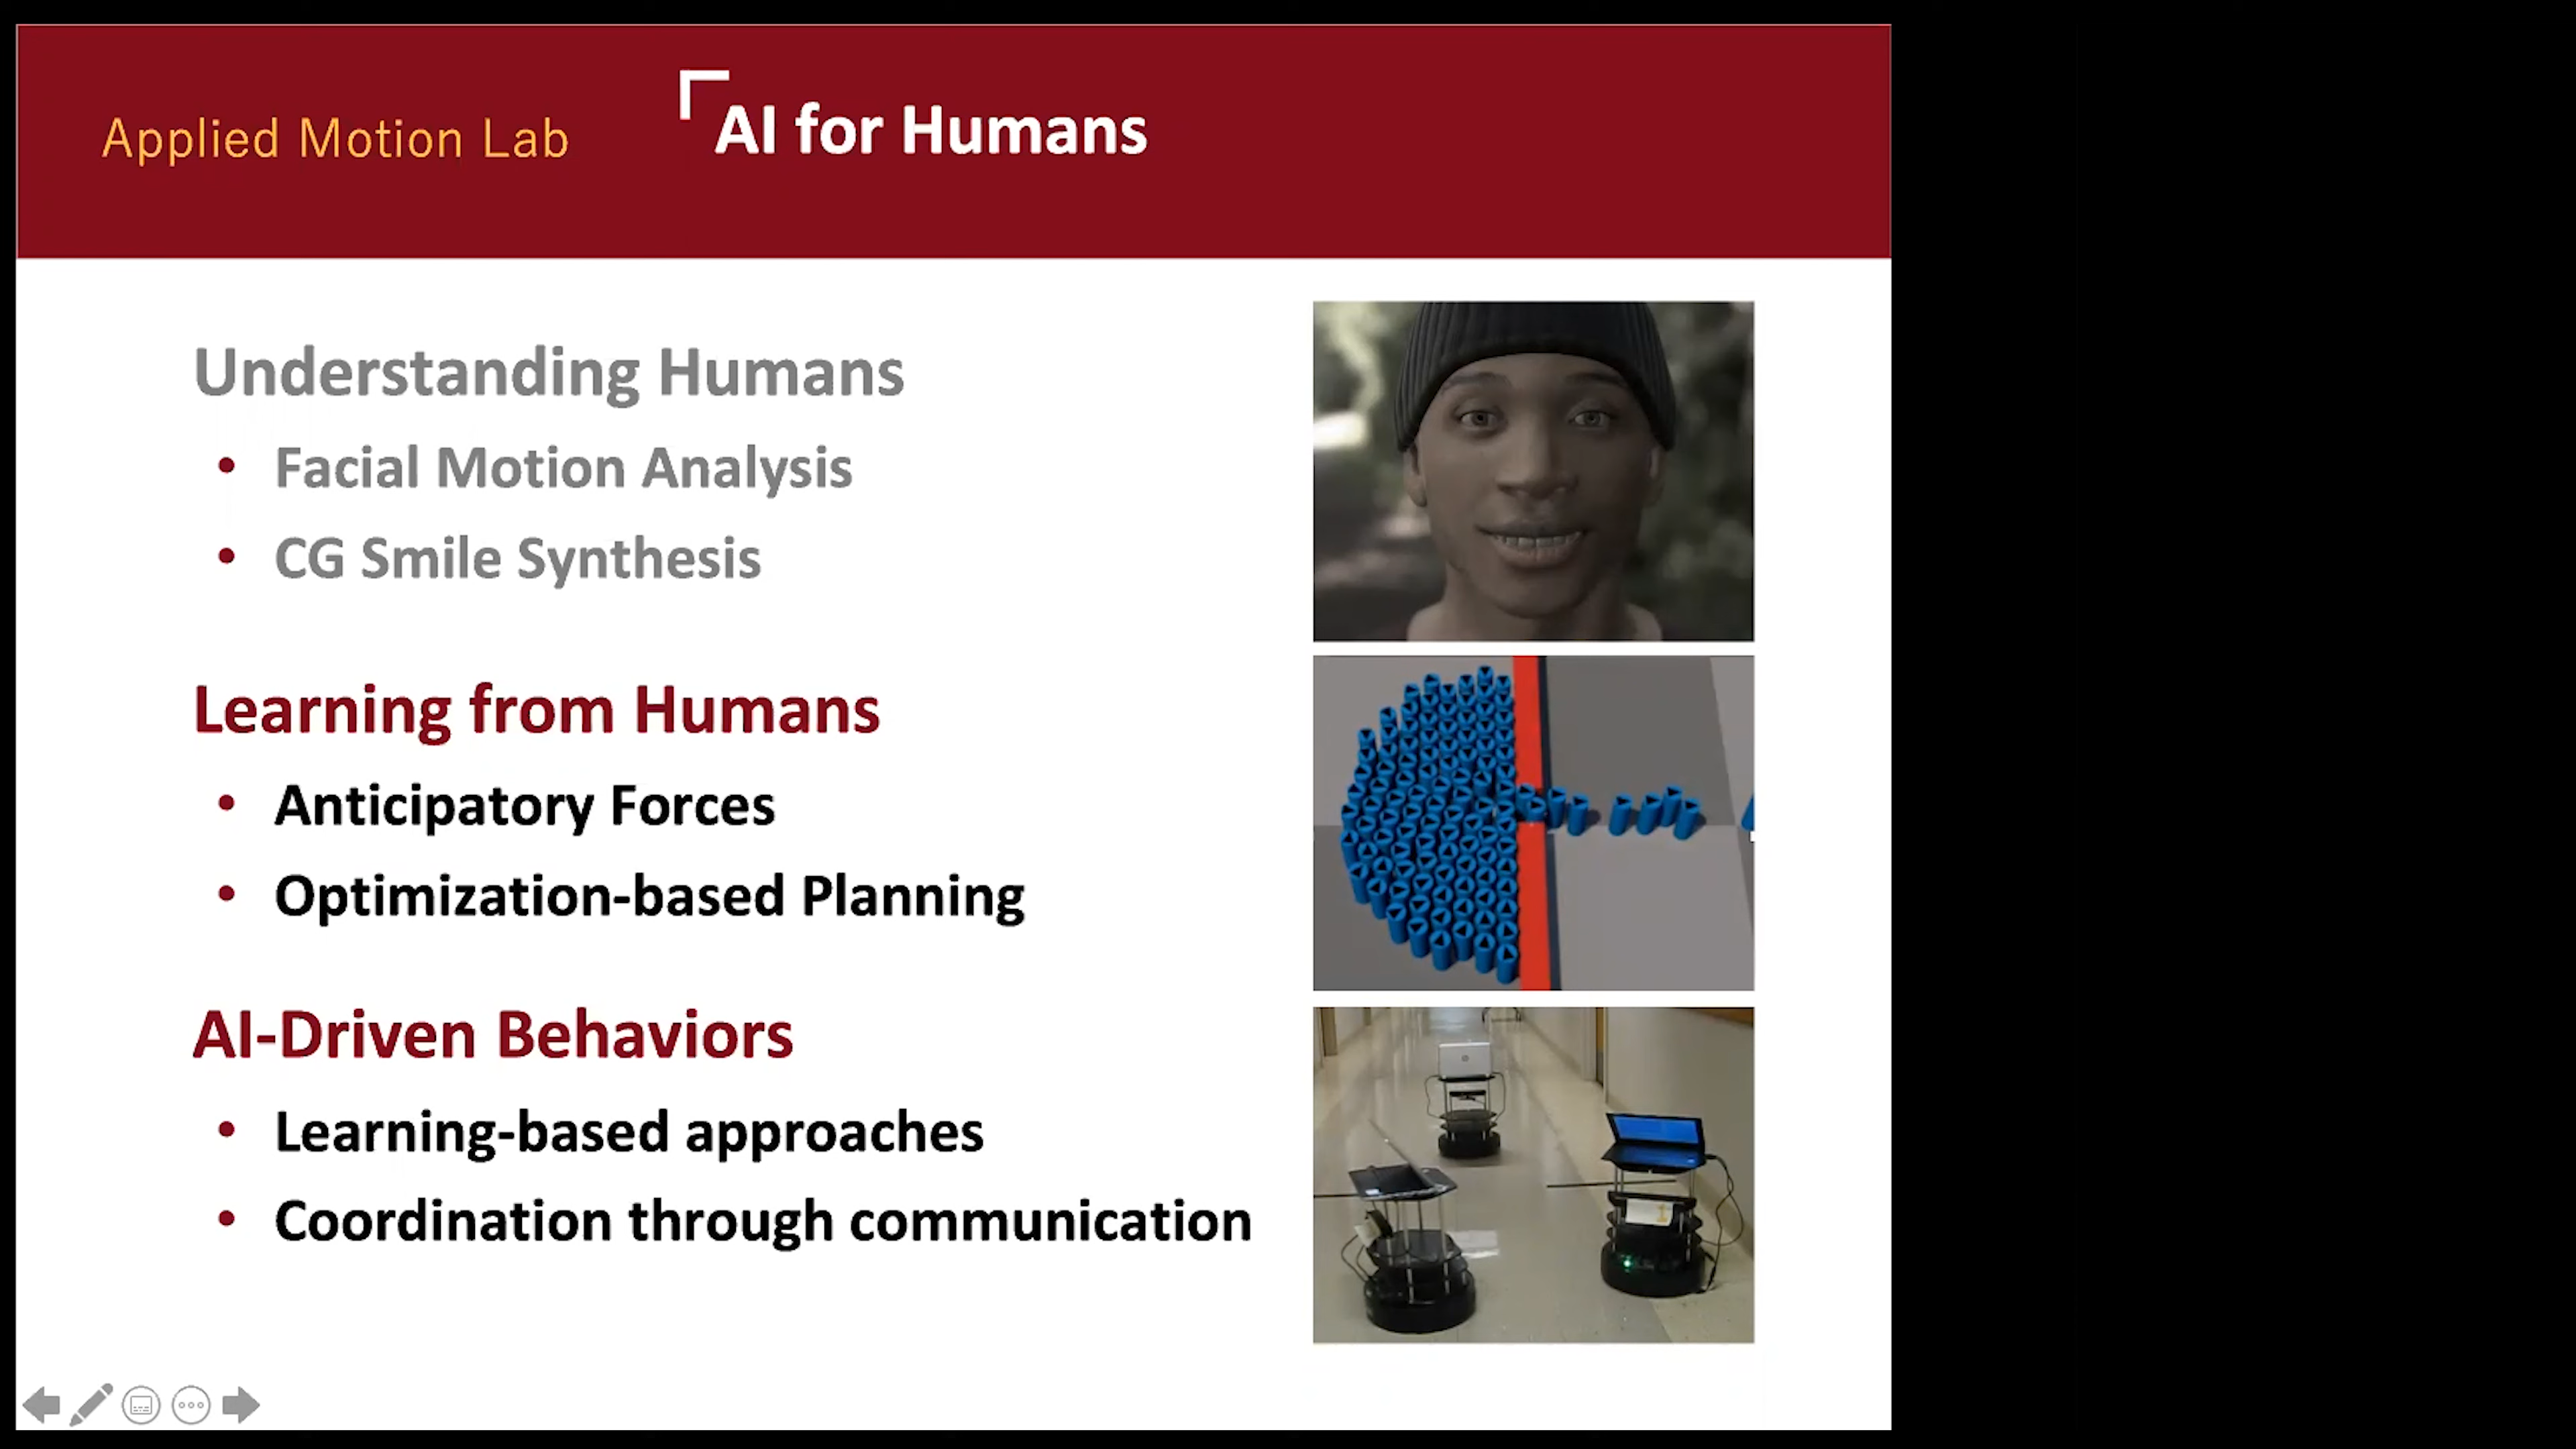 Applied Motion Lab
AI for Humans
Understanding Humans
• Facial Motion Analysis
• CG Smile Synthesis
Learning from Humans
• Anticipatory Forces
• Optimization-based Planning
AI-Driven Behaviors
• Learning-based approaches
• Coordination through communication